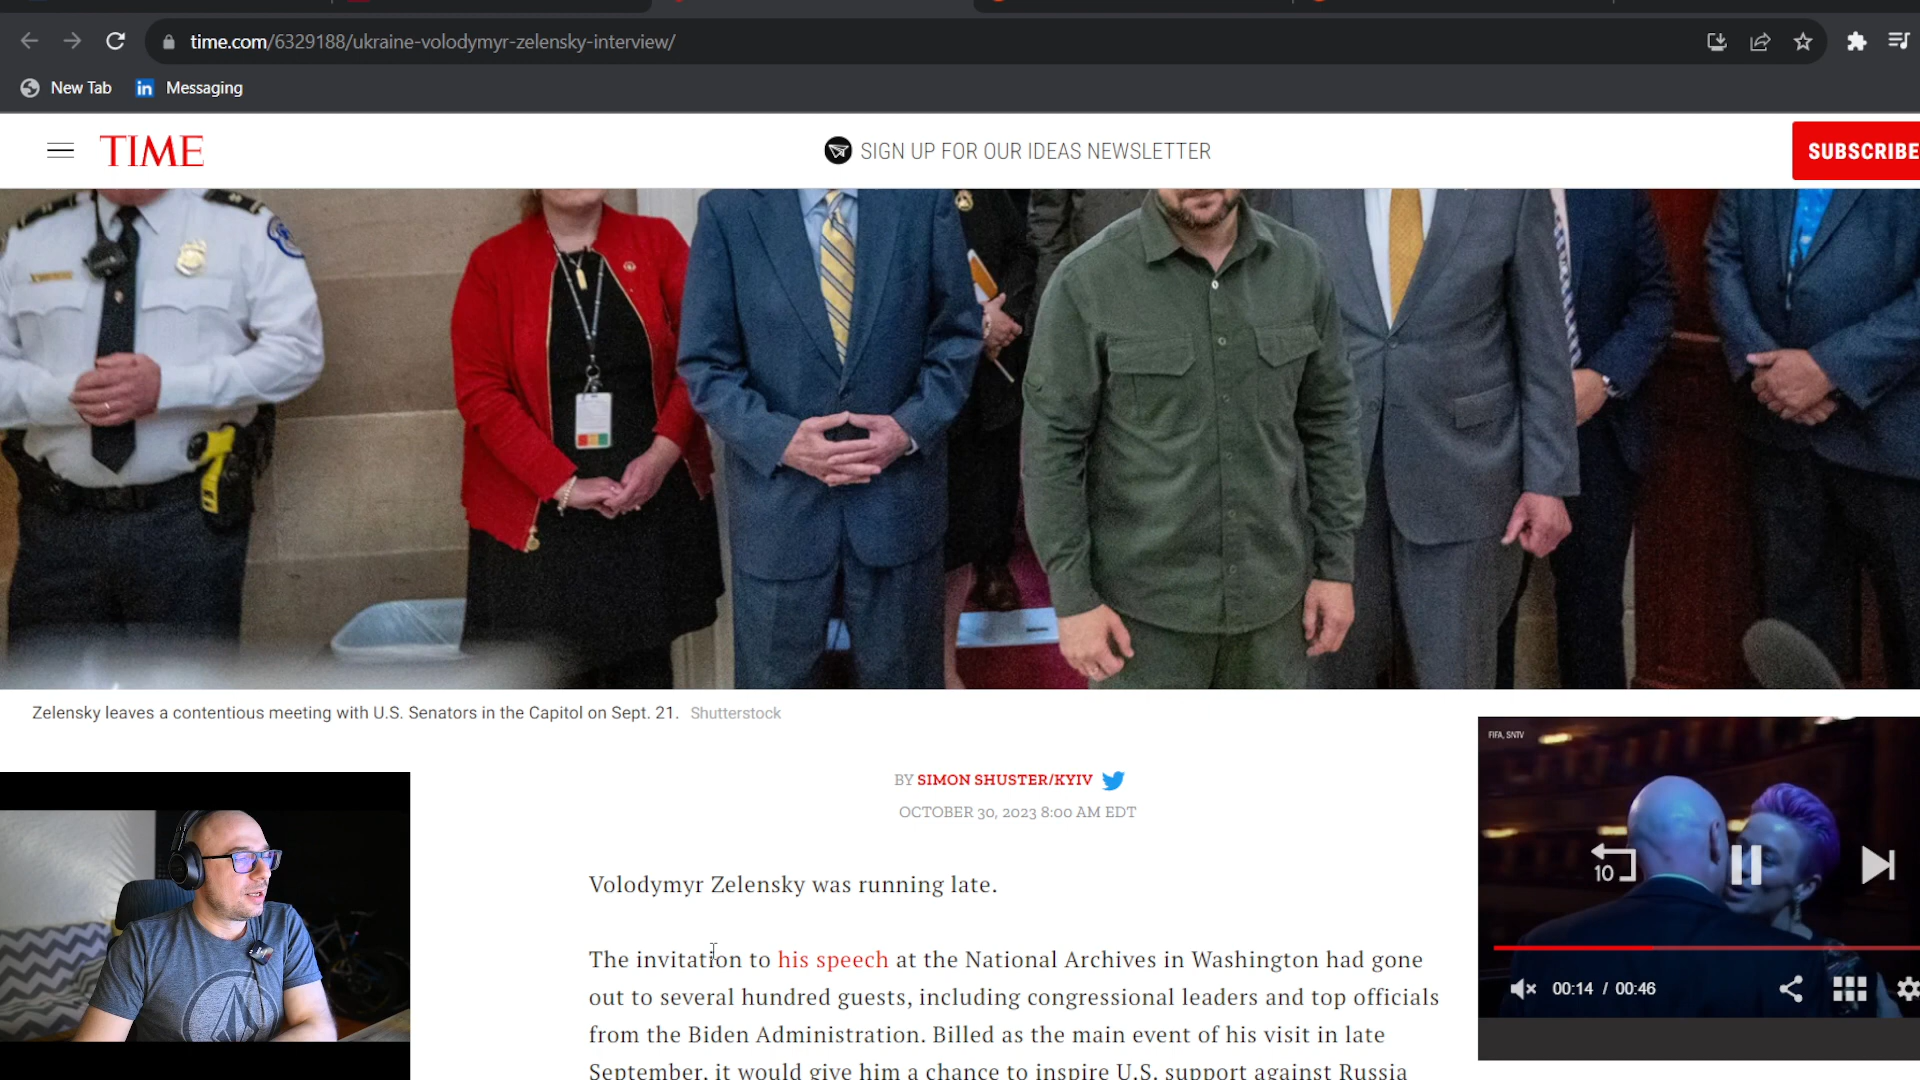 time.com/6329188/ukraine-volodymyr-zelensky-interview/
New Tab
in Messaging
TIME
SIGN UP FOR OUR IDEAS NEWSLETTER
SUBSCRIBE
Zelensky leaves a contentious meeting with U.S. Senators in the Capitol on Sept. 21. Shutterstock
FIFA, SNTV
BY SIMON SHUSTER/KYIV
OCTOBER 30, 2023 8:00 AM EDT
Volodymyr Zelensky was running late.
10
The invitation to his speech at the National Archives in Washington had gone
out to several hundred guests, including congressional leaders and top officials
00:14 / 00:46
from the Biden Administration. Billed as the main event of his visit in late
September, it would give him a chance to inspire U.S. support against Russia